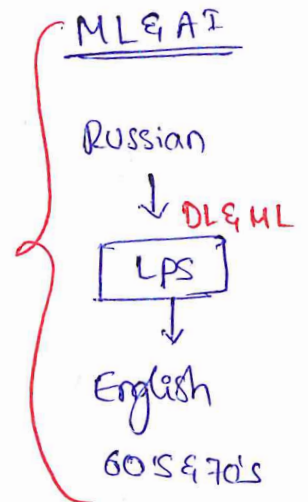 ML & AI
Russian
DL & ML
LPS
English
60's & 70's